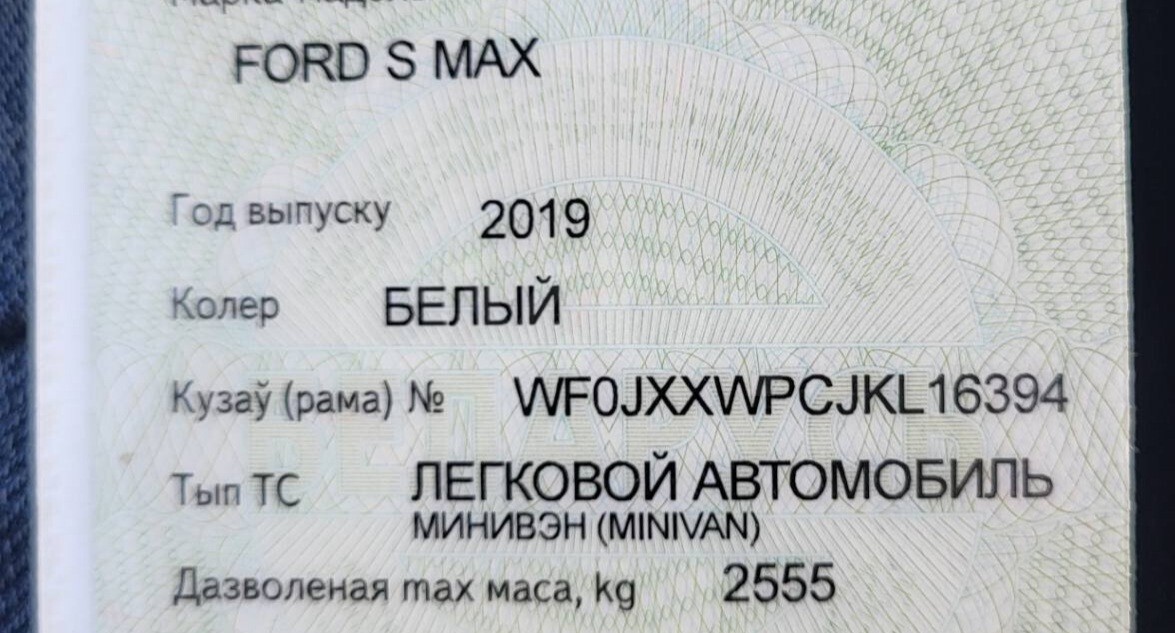 FORD S MAX
Год выпуску 2019
Колер БЕЛЫЙ
Кузаў (рама) № WF0JXXWPCJKL16394
Тып ТС ЛЕГКОВОЙ АВТОМОБИЛЬ
МИНИВЭН (MINIVAN)
Дазволеная max маса, kg 2555
БЕЛАРУСЬ